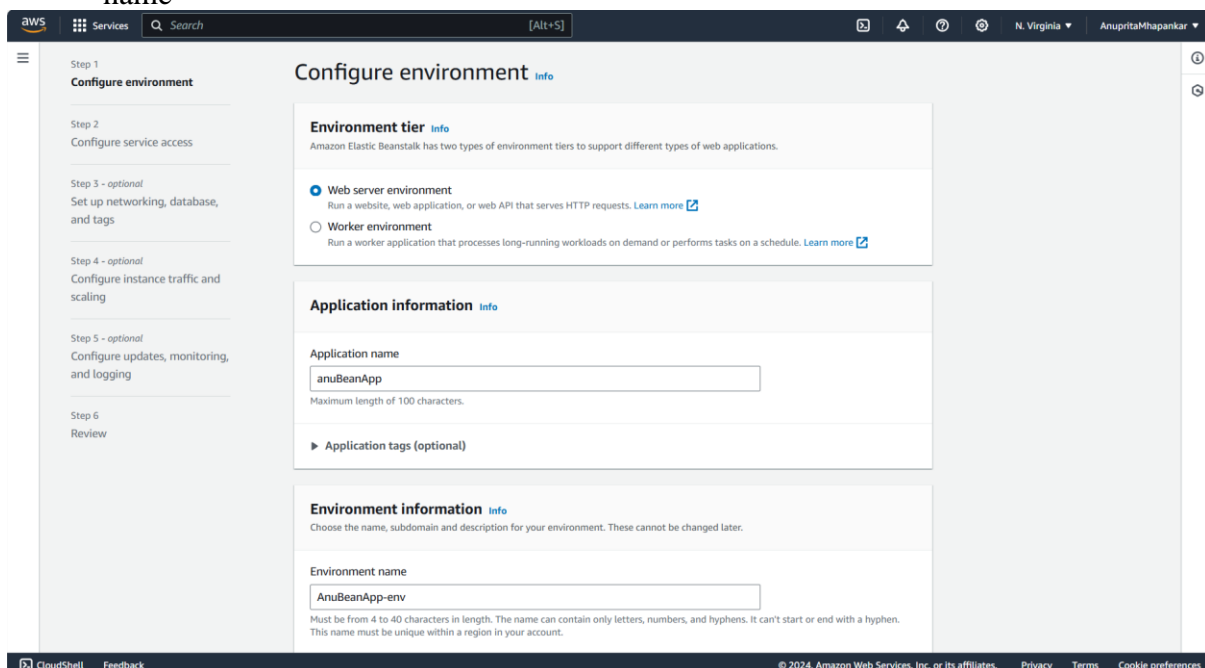 name
aws
Services
Search
[Alt+S]
N. Virginia ▼
AnupritaMhapankar ▼
Step 1
Configure environment
Step 2
Configure service access
Step 3 - optional
Set up networking, database,
and tags
Step 4 - optional
Configure instance traffic and
scaling
Step 5 - optional
Configure updates, monitoring,
and logging
Step 6
Review
Configure environment Info
Environment tier Info
Amazon Elastic Beanstalk has two types of environment tiers to support different types of web applications.
Web server environment
Run a website, web application, or web API that serves HTTP requests. Learn more
Worker environment
Run a worker application that processes long-running workloads on demand or performs tasks on a schedule. Learn more
Application information Info
Application name
anuBeanApp
Maximum length of 100 characters.
▶ Application tags (optional)
Environment information Info
Choose the name, subdomain and description for your environment. These cannot be changed later.
Environment name
AnuBeanApp-env
Must be from 4 to 40 characters in length. The name can contain only letters, numbers, and hyphens. It can't start or end with a hyphen.
This name must be unique within a region in your account.
CloudShell Feedback
© 2024, Amazon Web Services, Inc. or its affiliates. Privacy Terms Cookie preferences